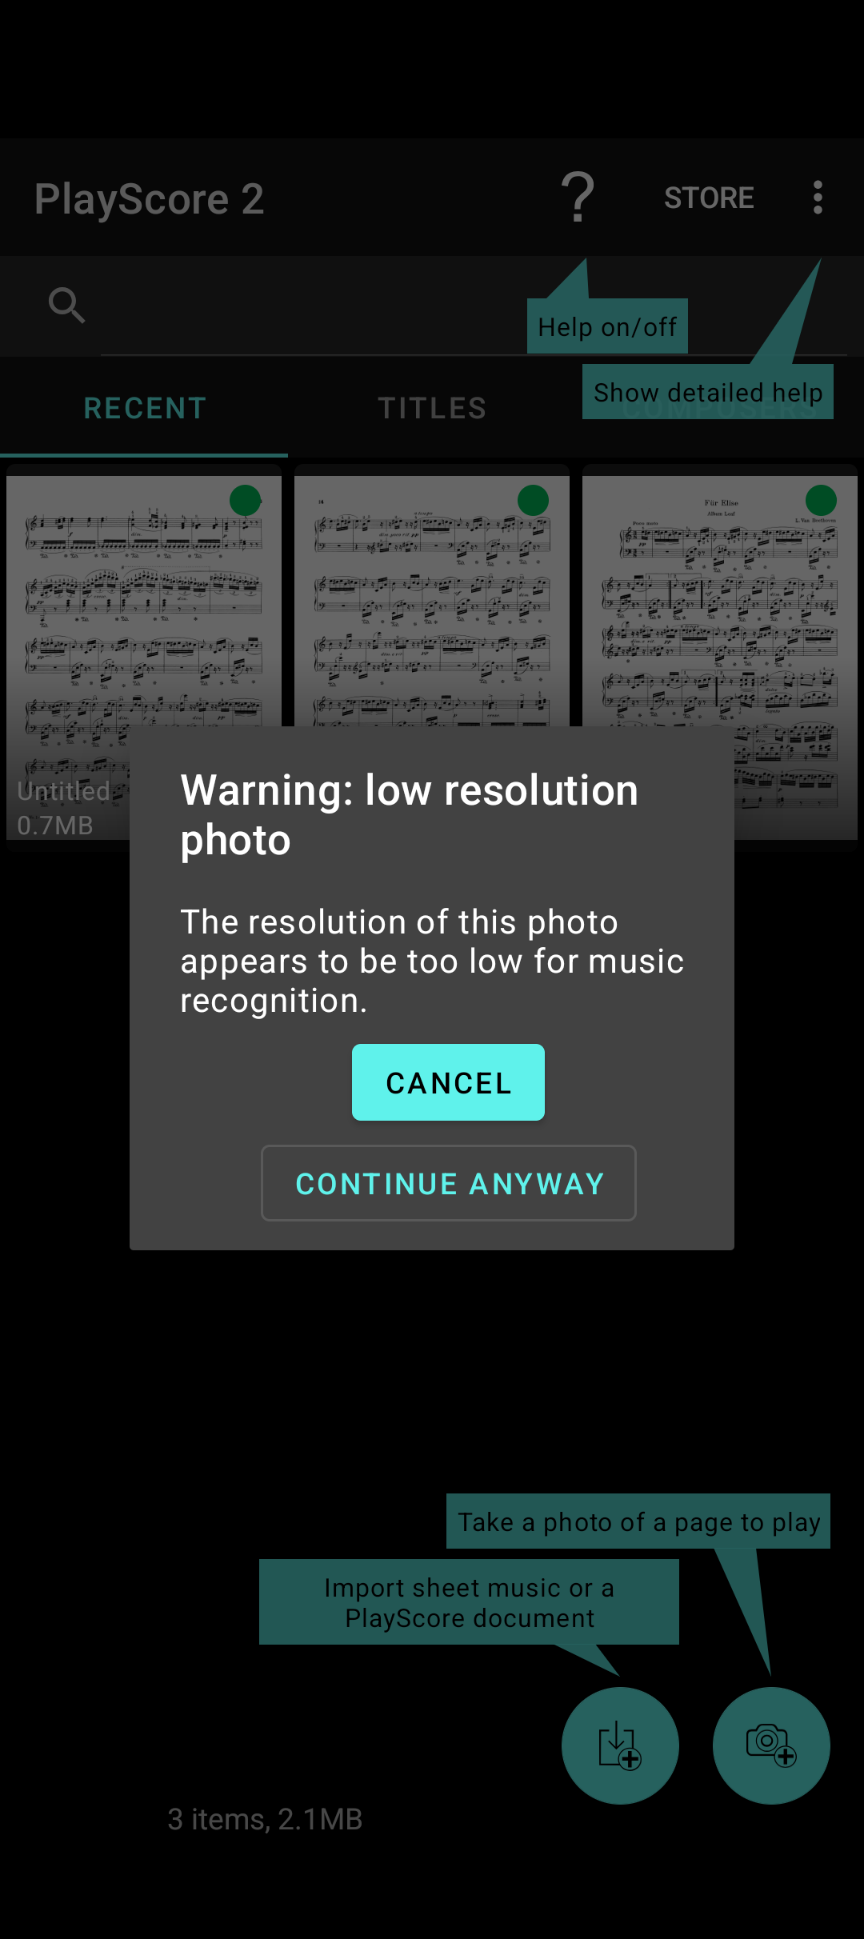 PlayScore 2
?
STORE
Help on/off
Show detailed help
RECENT
TITLES
COMPOSERS
Für Elise
Untitled
0.7MB
Warning: low resolution
photo
The resolution of this photo
appears to be too low for music
recognition.
CANCEL
CONTINUE ANYWAY
Take a photo of a page to play
Import sheet music or a
PlayScore document
3 items, 2.1MB